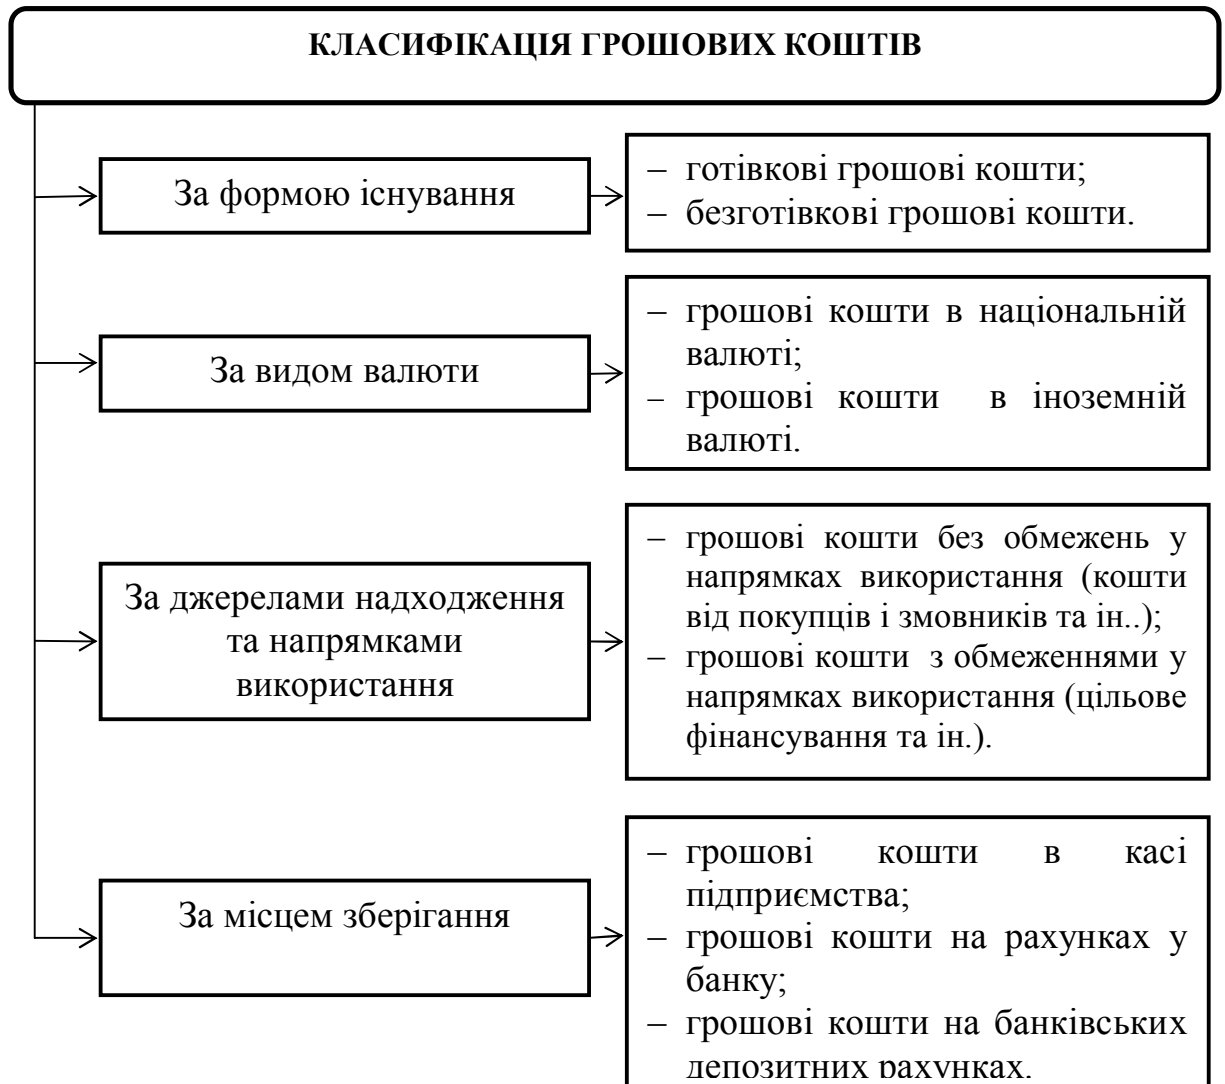 КЛАСИФІКАЦІЯ ГРОШОВИХ КОШТІВ
За формою існування
– готівкові грошові кошти;
– безготівкові грошові кошти.
За видом валюти
– грошові кошти в національній
валюті;
– грошові кошти в іноземній
валюті.
За джерелами надходження
та напрямками
використання
– грошові кошти без обмежень у
напрямках використання (кошти
від покупців і змовників та ін..);
– грошові кошти з обмеженнями у
напрямках використання (цільове
фінансування та ін.).
За місцем зберігання
– грошові кошти в касі
підприємства;
– грошові кошти на рахунках у
банку;
– грошові кошти на банківських
депозитних рахунках.